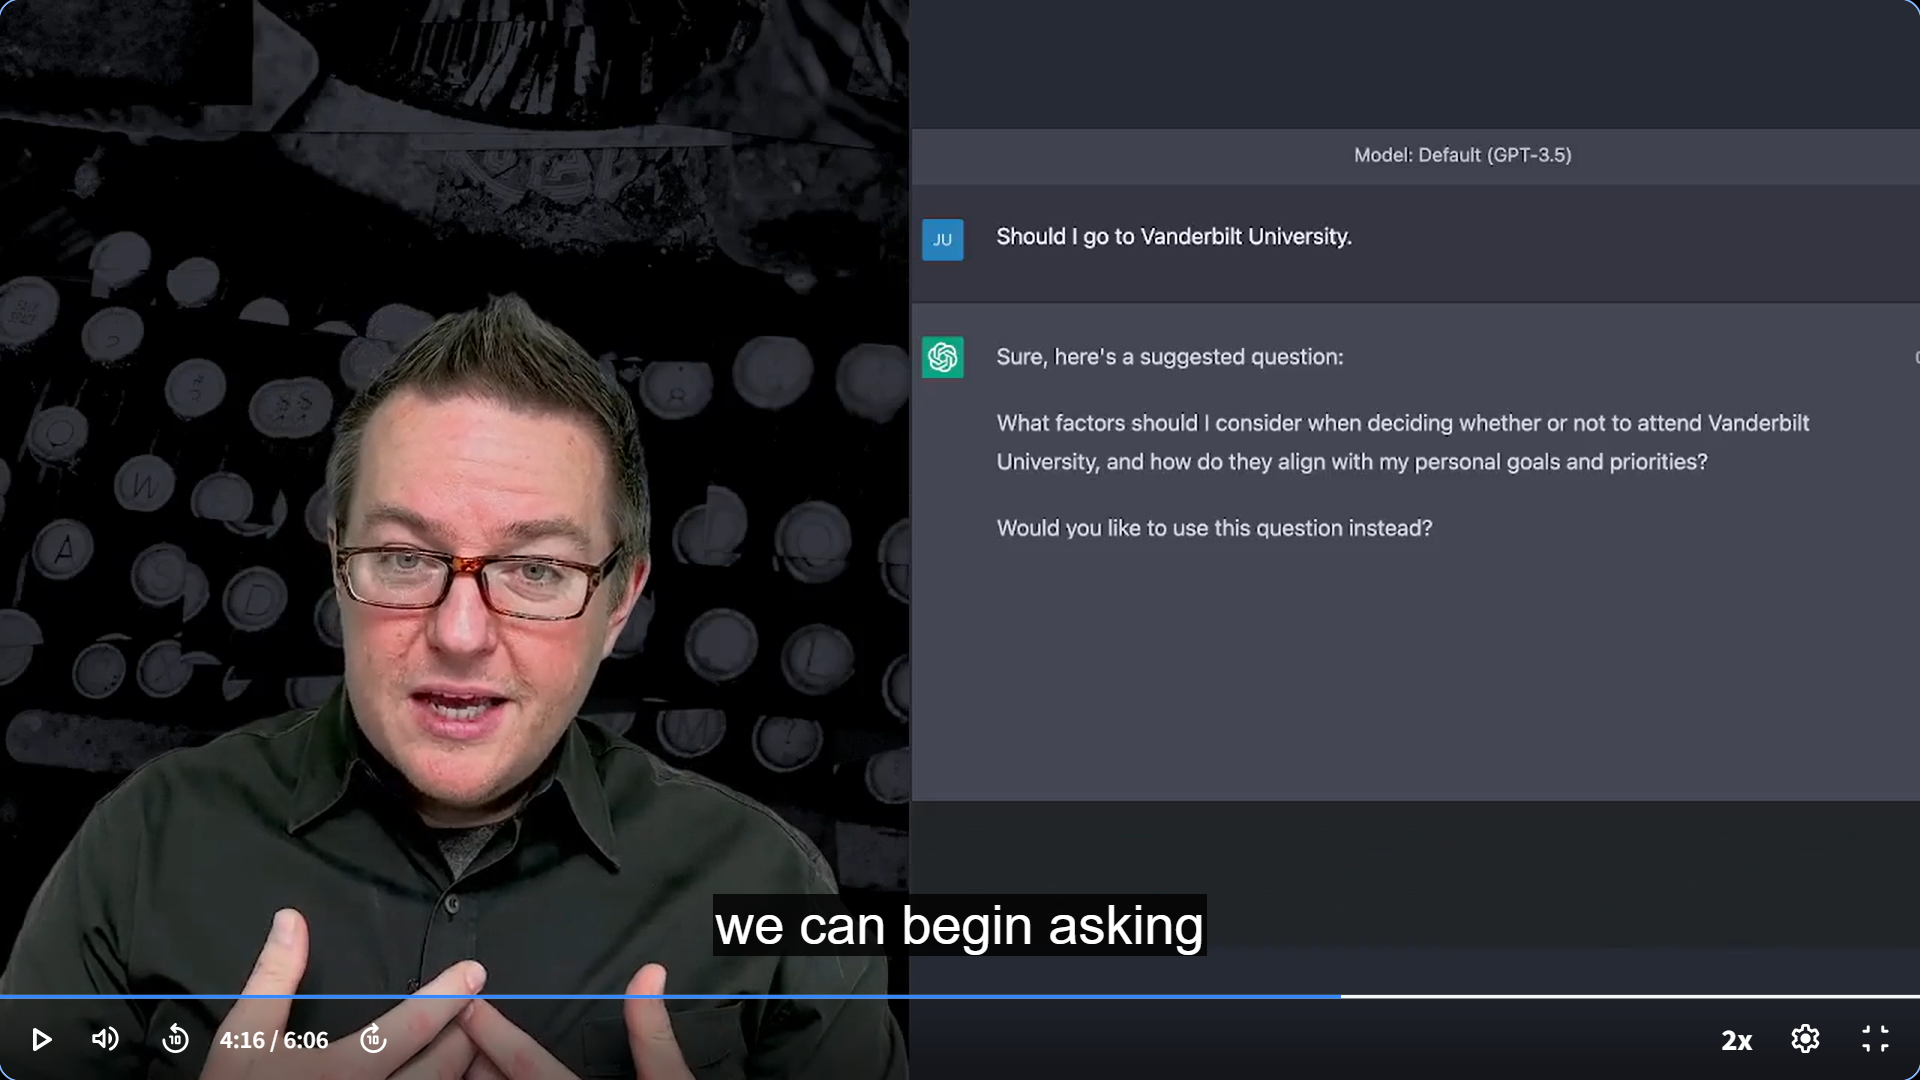 Model: Default (GPT-3.5)
JU
Should I go to Vanderbilt University.
Sure, here's a suggested question:
What factors should I consider when deciding whether or not to attend Vanderbilt
University, and how do they align with my personal goals and priorities?
Would you like to use this question instead?
W
A
S
D
L
M
?
we can begin asking
10
4:16 / 6:06
10
2x